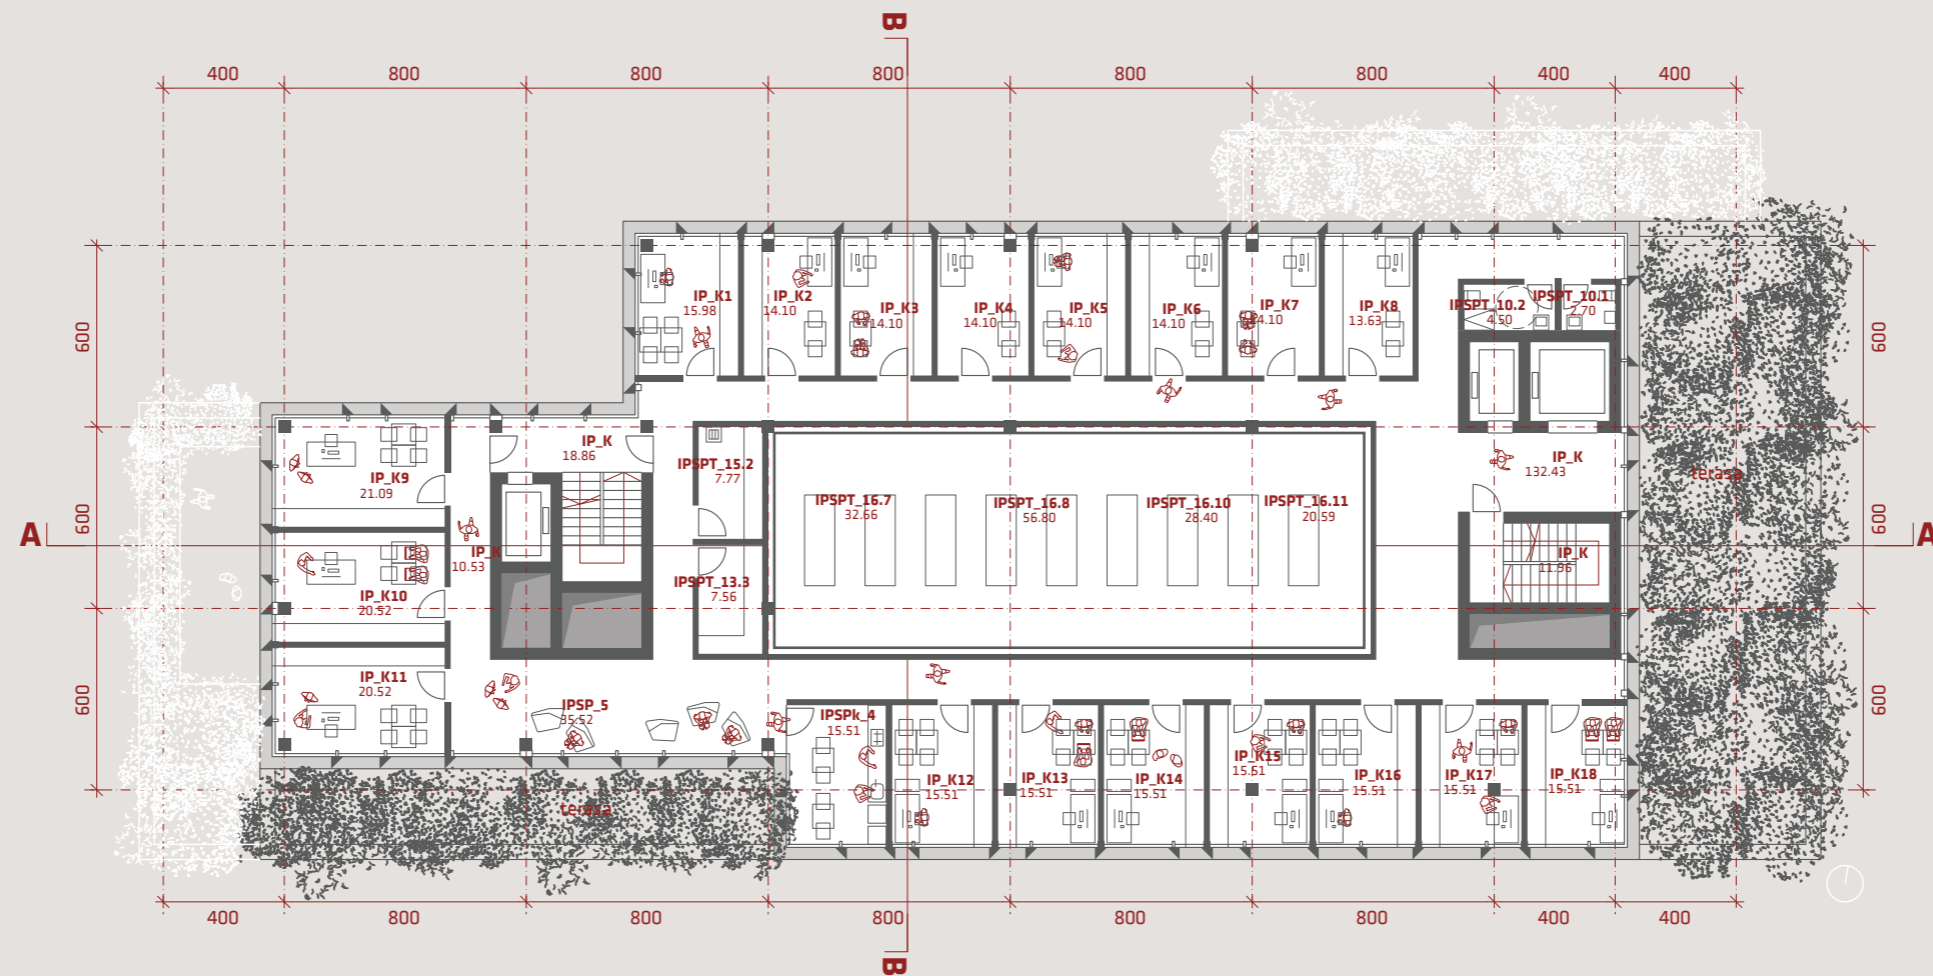 B
400 800 800 800 800 800 400 400
600
600
600
600
600
600
A
A
IP_K1
15.98
IP_K2
14.10
IP_K3
14.10
IP_K4
14.10
IP_K5
14.10
IP_K6
14.10
IP_K7
14.10
IP_K8
13.63
IPSPT_10.2
4.50
IPSPT_10.1
2.70
IP_K9
21.09
IP_K
18.86
IPSPT_15.2
7.77
IPSPT_16.7
32.66
IPSPT_16.8
56.80
IPSPT_16.10
28.40
IPSPT_16.11
20.59
IP_K
132.43
terasa
IP_K
10.53
IP_K10
20.52
IPSPT_13.3
7.56
IP_K
11.96
IP_K11
20.52
IPSP_5
35.52
IPSPk_4
15.51
IP_K12
15.51
IP_K13
15.51
IP_K14
15.51
IP_K15
15.51
IP_K16
15.51
IP_K17
15.51
IP_K18
15.51
terasa
400 800 800 800 800 800 400 400
B